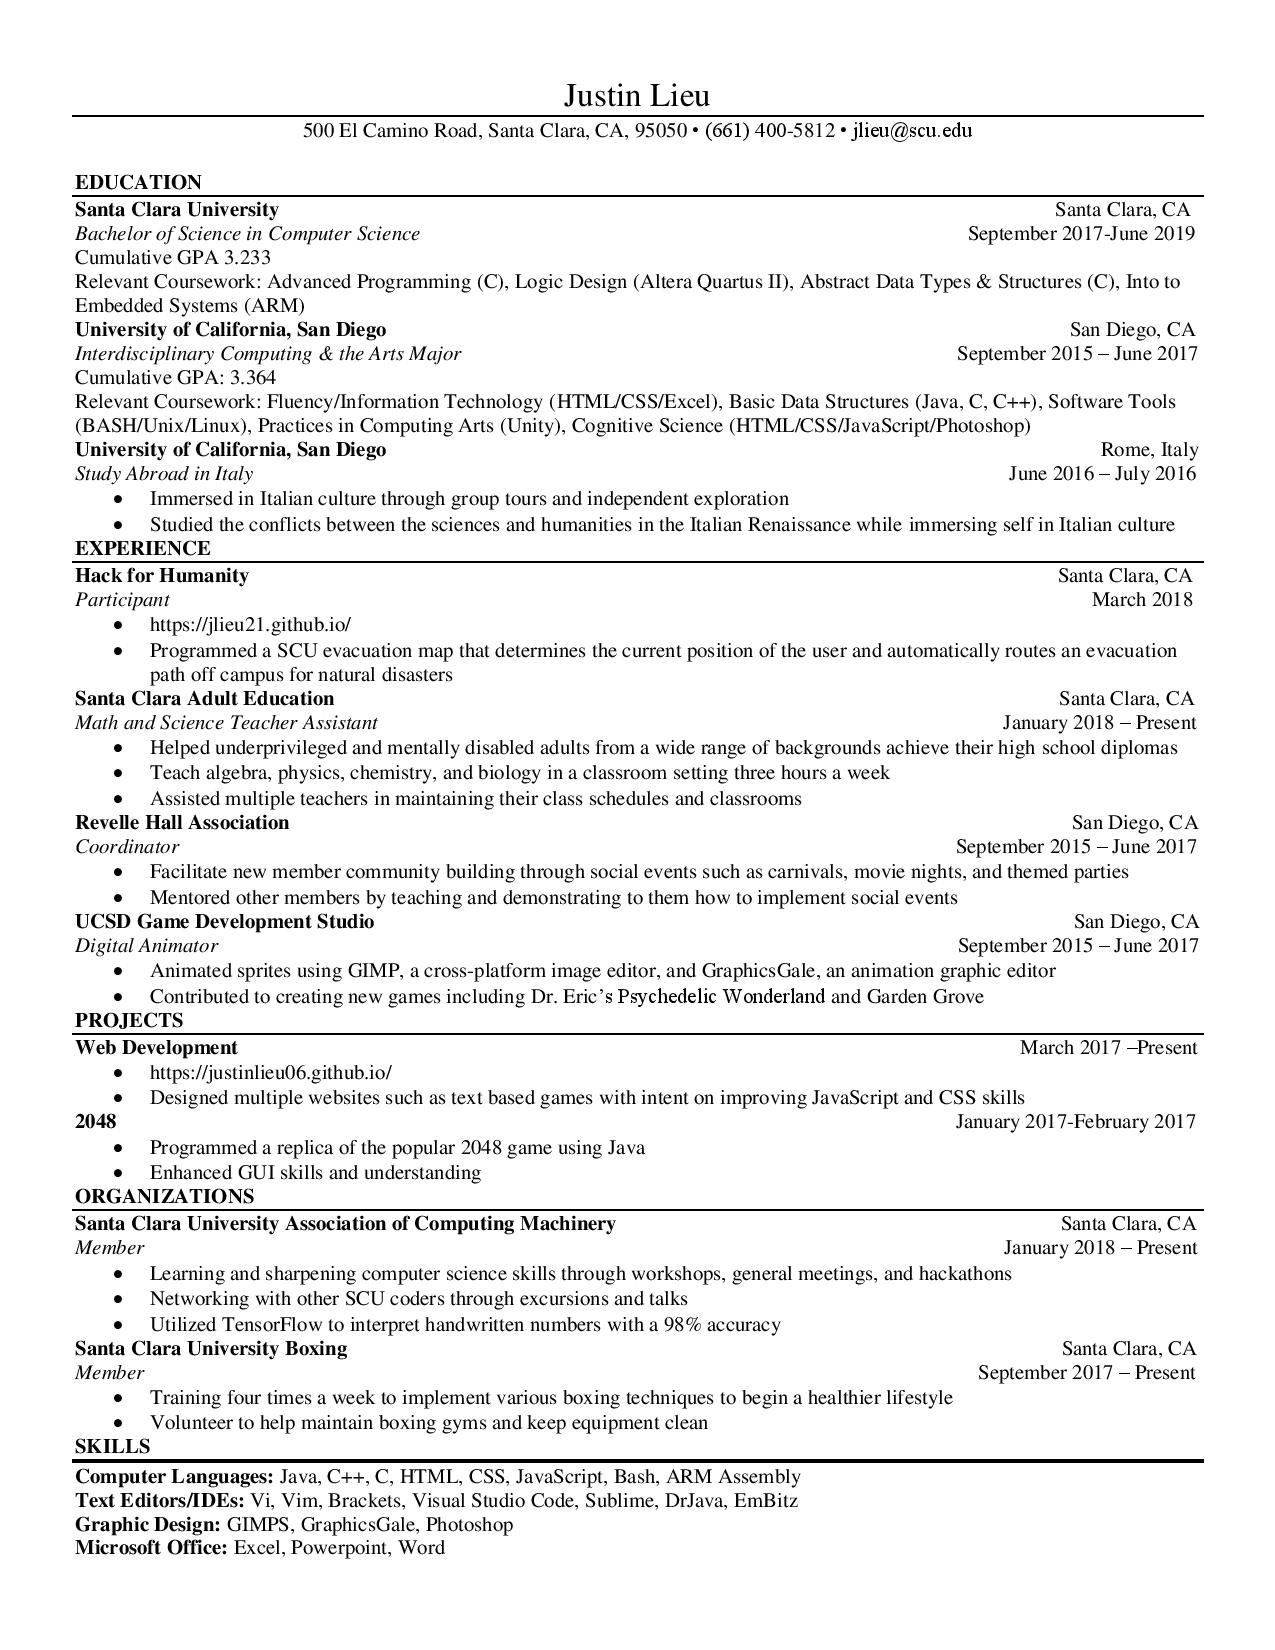 Justin Lieu
500 El Camino Road, Santa Clara, CA, 95050 • (661) 400-5812 • jlieu@scu.edu
EDUCATION
Santa Clara University Santa Clara, CA
Bachelor of Science in Computer Science September 2017-June 2019
Cumulative GPA 3.233
Relevant Coursework: Advanced Programming (C), Logic Design (Altera Quartus II), Abstract Data Types & Structures (C), Into to
Embedded Systems (ARM)
University of California, San Diego San Diego, CA
Interdisciplinary Computing & the Arts Major September 2015 – June 2017
Cumulative GPA: 3.364
Relevant Coursework: Fluency/Information Technology (HTML/CSS/Excel), Basic Data Structures (Java, C, C++), Software Tools
(BASH/Unix/Linux), Practices in Computing Arts (Unity), Cognitive Science (HTML/CSS/JavaScript/Photoshop)
University of California, San Diego Rome, Italy
Study Abroad in Italy June 2016 – July 2016
• Immersed in Italian culture through group tours and independent exploration
• Studied the conflicts between the sciences and humanities in the Italian Renaissance while immersing self in Italian culture
EXPERIENCE
Hack for Humanity Santa Clara, CA
Participant March 2018
• https://jlieu21.github.io/
• Programmed a SCU evacuation map that determines the current position of the user and automatically routes an evacuation
path off campus for natural disasters
Santa Clara Adult Education Santa Clara, CA
Math and Science Teacher Assistant January 2018 – Present
• Helped underprivileged and mentally disabled adults from a wide range of backgrounds achieve their high school diplomas
• Teach algebra, physics, chemistry, and biology in a classroom setting three hours a week
• Assisted multiple teachers in maintaining their class schedules and classrooms
Revelle Hall Association San Diego, CA
Coordinator September 2015 – June 2017
• Facilitate new member community building through social events such as carnivals, movie nights, and themed parties
• Mentored other members by teaching and demonstrating to them how to implement social events
UCSD Game Development Studio San Diego, CA
Digital Animator September 2015 – June 2017
• Animated sprites using GIMP, a cross-platform image editor, and GraphicsGale, an animation graphic editor
• Contributed to creating new games including Dr. Eric’s Psychedelic Wonderland and Garden Grove
PROJECTS
Web Development March 2017 –Present
• https://justinlieu06.github.io/
• Designed multiple websites such as text based games with intent on improving JavaScript and CSS skills
2048 January 2017-February 2017
• Programmed a replica of the popular 2048 game using Java
• Enhanced GUI skills and understanding
ORGANIZATIONS
Santa Clara University Association of Computing Machinery Santa Clara, CA
Member January 2018 – Present
• Learning and sharpening computer science skills through workshops, general meetings, and hackathons
• Networking with other SCU coders through excursions and talks
• Utilized TensorFlow to interpret handwritten numbers with a 98% accuracy
Santa Clara University Boxing Santa Clara, CA
Member September 2017 – Present
• Training four times a week to implement various boxing techniques to begin a healthier lifestyle
• Volunteer to help maintain boxing gyms and keep equipment clean
SKILLS
Computer Languages: Java, C++, C, HTML, CSS, JavaScript, Bash, ARM Assembly
Text Editors/IDEs: Vi, Vim, Brackets, Visual Studio Code, Sublime, DrJava, EmBitz
Graphic Design: GIMPS, GraphicsGale, Photoshop
Microsoft Office: Excel, Powerpoint, Word